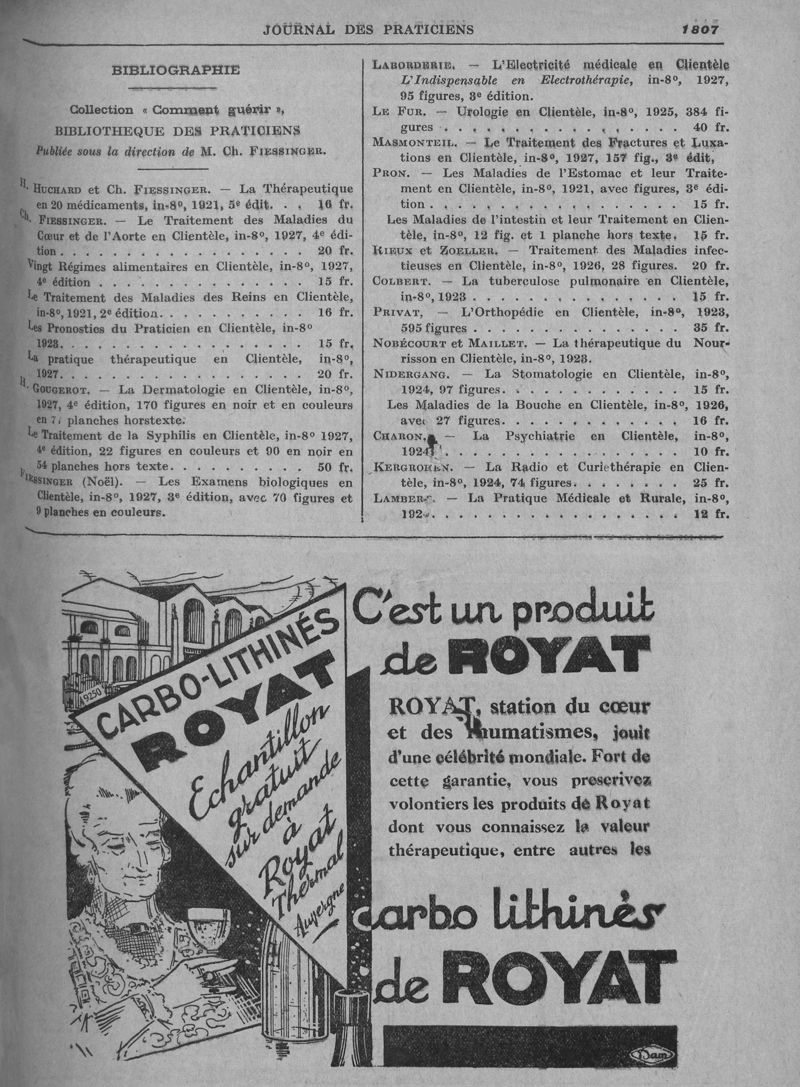 JOURNAL DES PRATICIENS
1807
BIBLIOGRAPHIE
Collection « Comment guérir »,
BIBLIOTHEQUE DES PRATICIENS
Publiée sous la direction de M. Ch. FIESSINGER.
H. HUCHARD et Ch. FIESSINGER. — La Thérapeutique
en 20 médicaments, in-8°, 1921, 5e édit. . . 16 fr.
Ch. FIESSINGER. — Le Traitement des Maladies du
Cœur et de l'Aorte en Clientèle, in-8°, 1927, 4e édi-
tion . . . . . . . . . . . . . . . . . . 20 fr.
Vingt Régimes alimentaires en Clientèle, in-8°, 1927,
4e édition . . . . . . . . . . . . . . . 15 fr.
Le Traitement des Maladies des Reins en Clientèle,
in-8°, 1921, 2e édition. . . . . . . . . . 16 fr.
Les Pronostics du Praticien en Clientèle, in-8°
1923. . . . . . . . . . . . . . . . . . 15 fr.
La pratique thérapeutique en Clientèle, in-8°,
1927. . . . . . . . . . . . . . . . . . 20 fr.
H. GOUGEROT. — La Dermatologie en Clientèle, in-8°,
1927, 4e édition, 170 figures en noir et en couleurs
en 7 planches horstexte.
Le Traitement de la Syphilis en Clientèle, in-8° 1927,
4e édition, 22 figures en couleurs et 90 en noir en
54 planches hors texte. . . . . . . . . . 50 fr.
FIESSINGER (Noël). — Les Examens biologiques en
Clientèle, in-8°, 1927, 3e édition, avec 70 figures et
9 planches en couleurs.
LABORDERIE. — L'Electricité médicale en Clientèle
L'Indispensable en Electrothérapie, in-8°, 1927,
95 figures, 3e édition.
LE FUR. — Urologie en Clientèle, in-8°, 1925, 384 fi-
gures . . . . . . . . . . . . . . . . . 40 fr.
MASMONTEIL. — Le Traitement des Fractures et Luxa-
tions en Clientèle, in-8°, 1927, 157 fig., 3e édit,
PRON. — Les Maladies de l'Estomac et leur Traite-
ment en Clientèle, in-8°, 1921, avec figures, 3e édi-
tion . . . . . . . . . . . . . . . . . . 15 fr.
Les Maladies de l'intestin et leur Traitement en Clien-
tèle, in-8°, 12 fig. et 1 planche hors texte. 15 fr.
RIEUX et ZOELLER. — Traitement des Maladies infec-
tieuses en Clientèle, in-8°, 1926, 28 figures. 20 fr.
COLBERT. — La tuberculose pulmonaire en Clientèle,
in-8°, 1923 . . . . . . . . . . . . . . . 15 fr.
PRIVAT, — L'Orthopédie en Clientèle, in-8°, 1923,
595 figures . . . . . . . . . . . . . . . 35 fr.
NOBÉCOURT et MAILLET. — La thérapeutique du Nour-
risson en Clientèle, in-8°, 1923.
NIDERGANG. — La Stomatologie en Clientèle, in-8°,
1924, 97 figures. . . . . . . . . . . . . 15 fr.
Les Maladies de la Bouche en Clientèle, in-8°, 1926,
avec 27 figures. . . . . . . . . . . . . 16 fr.
CHARON. — La Psychiatrie en Clientèle, in-8°,
1924 . . . . . . . . . . . . . . . . . . 10 fr.
KERGROHEN. — La Radio et Curiethérapie en Clien-
tèle, in-8°, 1924, 74 figures. . . . . . . . 25 fr.
LAMBERT. — La Pratique Médicale et Rurale, in-8°,
192 . . . . . . . . . . . . . . . . . . 12 fr.
A9250
CARBO-LITHINÉS
ROYAT
Echantillon
gratuit
sur demande
à
Royat
Thermal
Auvergne
C'est un produit
de ROYAT
ROYAT, station du cœur
et des Rhumatismes, jouit
d'une célébrité mondiale. Fort de
cette garantie, vous prescrivez
volontiers les produits de Royat
dont vous connaissez la valeur
thérapeutique, entre autres les
carbo lithinés
de ROYAT
Dam